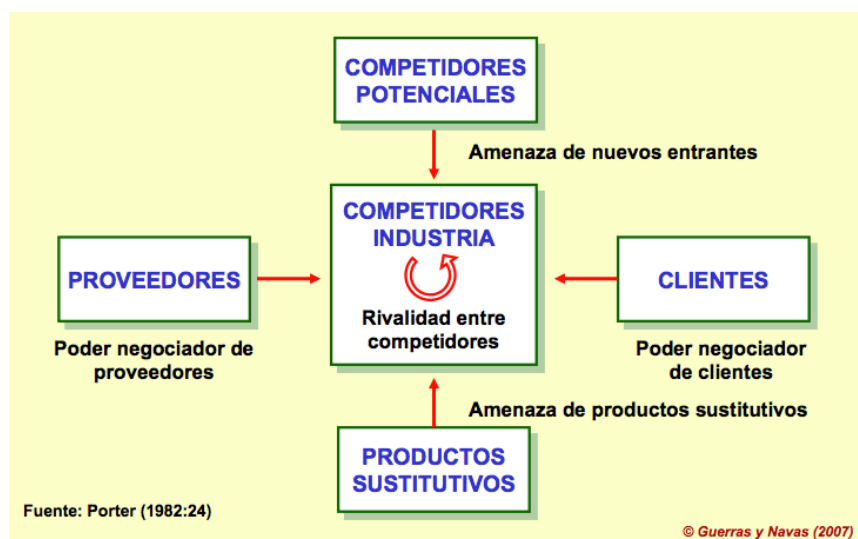 COMPETIDORES
POTENCIALES
Amenaza de nuevos entrantes
COMPETIDORES
INDUSTRIA
Rivalidad entre
competidores
PROVEEDORES
Poder negociador de
proveedores
CLIENTES
Poder negociador
de clientes
Amenaza de productos sustitutivos
PRODUCTOS
SUSTITUTIVOS
Fuente: Porter (1982:24)
© Guerras y Navas (2007)